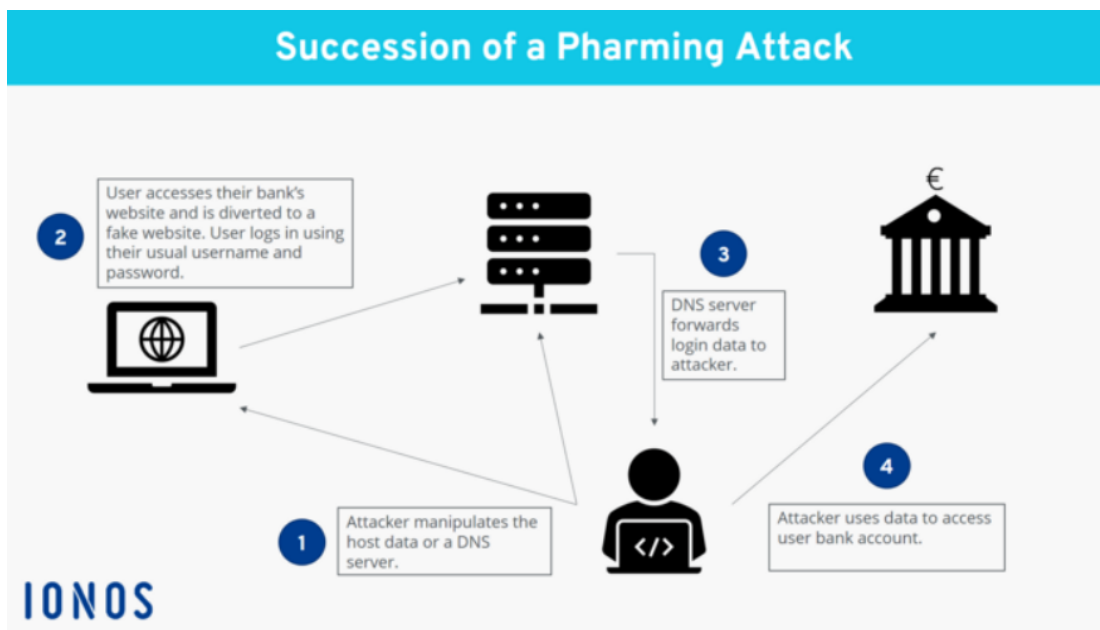 Succession of a Pharming Attack
2
User accesses their bank's
website and is diverted to a
fake website. User logs in using
their usual username and
password.
€
3
DNS server
forwards
login data to
attacker.
4
Attacker uses data to access
user bank account.
1
Attacker manipulates the
host data or a DNS
server.
</>
IONOS